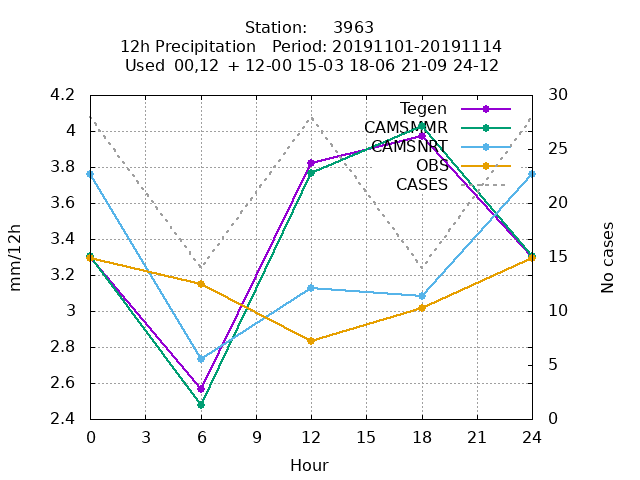 Station: 3963
12h Precipitation Period: 20191101-20191114
Used 00,12 + 12-00 15-03 18-06 21-09 24-12
4.2
4
3.8
3.6
3.4
3.2
3
2.8
2.6
2.4
mm/12h
Tegen
CAMSMMR
CAMSNRT
OBS
CASES
30
25
20
15
10
5
0
No cases
0 3 6 9 12 15 18 21 24
Hour